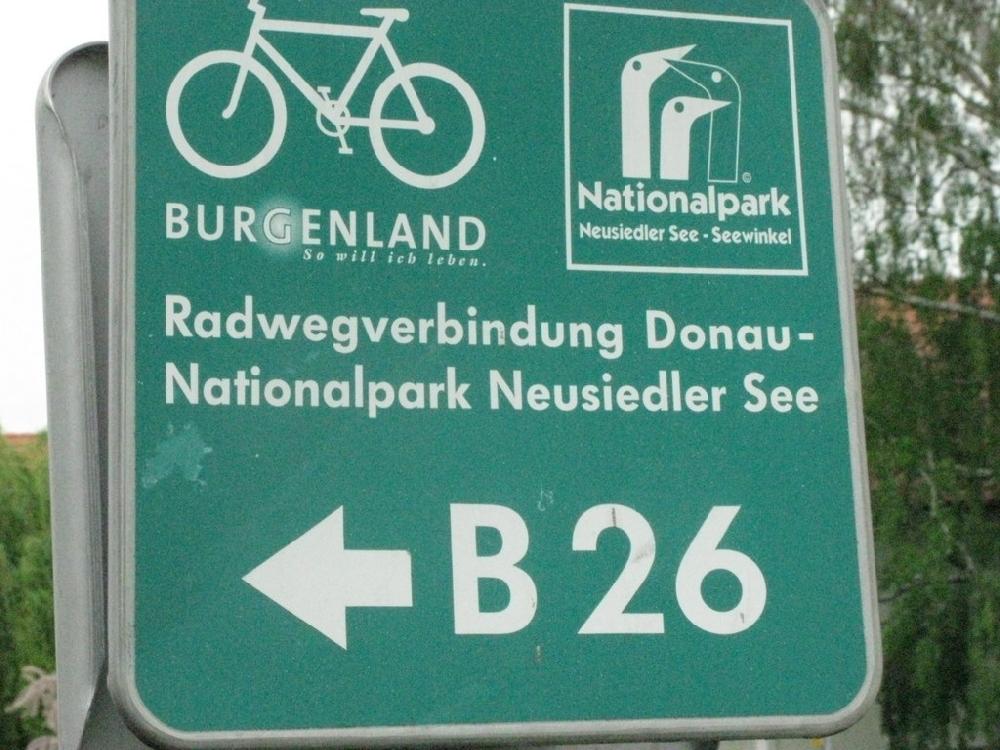 BURGENLAND
So will ich leben.
©
Nationalpark
Neusiedler See - Seewinkel
Radwegverbindung Donau-
Nationalpark Neusiedler See
B 26